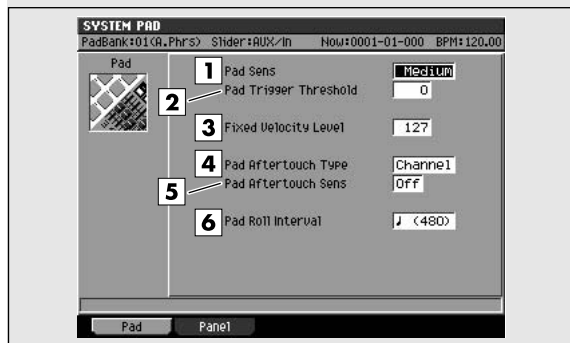 SYSTEM PAD
PadBank:01(A.Phrs) Slider:AUX/In Now:0001-01-000 BPM:120.00
Pad
1 Pad Sens Medium
2 Pad Trigger Threshold 0
3 Fixed Velocity Level 127
4 Pad Aftertouch Type Channel
5 Pad Aftertouch Sens Off
6 Pad Roll Interval ♩ (480)
Pad Panel